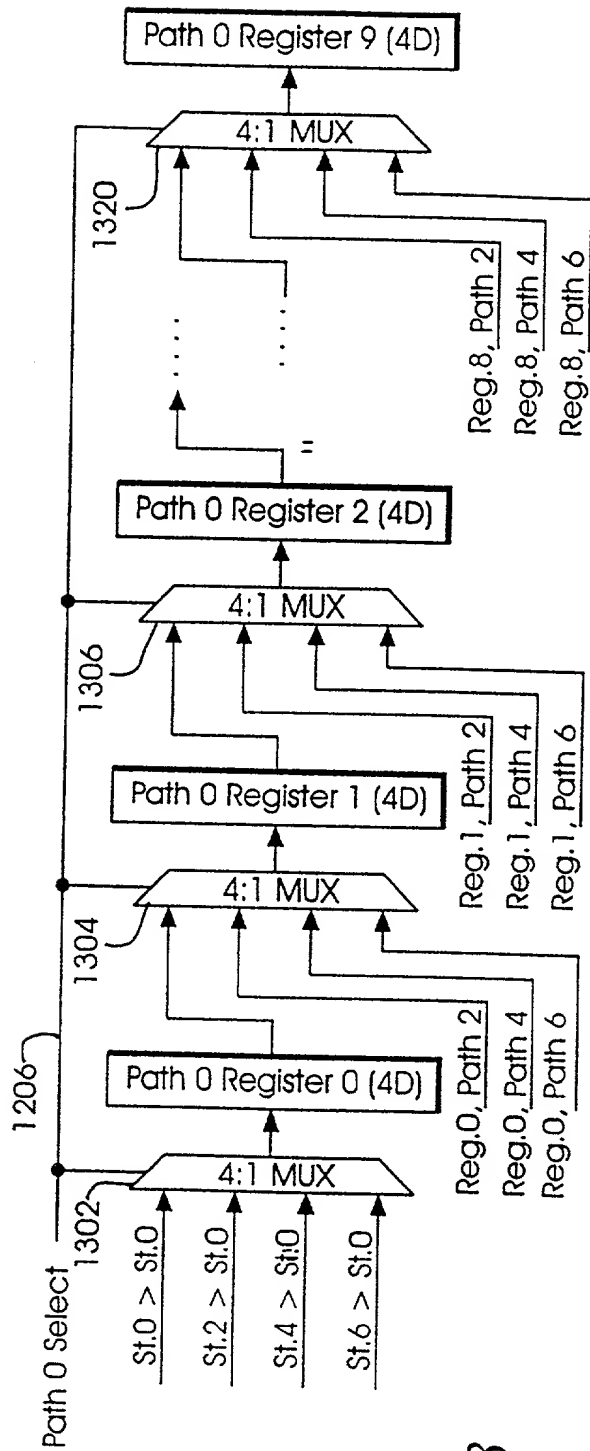 Path 0 Select
1206
1302
4:1 MUX
St.0 > St.0
St.2 > St.0
St.4 > St.0
St.6 > St.0
Path 0 Register 0 (4D)
Reg.0, Path 2
Reg.0, Path 4
Reg.0, Path 6
1304
4:1 MUX
Path 0 Register 1 (4D)
Reg.1, Path 2
Reg.1, Path 4
Reg.1, Path 6
1306
4:1 MUX
Path 0 Register 2 (4D)
Reg.8, Path 2
Reg.8, Path 4
Reg.8, Path 6
1320
4:1 MUX
Path 0 Register 9 (4D)